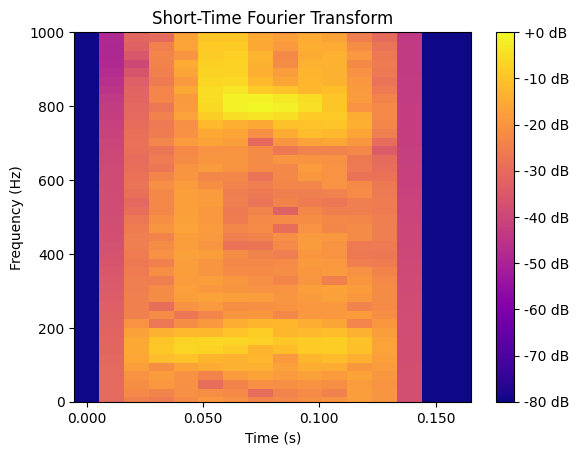 Short-Time Fourier Transform
1000
800
600
400
200
0
Frequency (Hz)
0.000
0.050
0.100
0.150
Time (s)
+0 dB
-10 dB
-20 dB
-30 dB
-40 dB
-50 dB
-60 dB
-70 dB
-80 dB